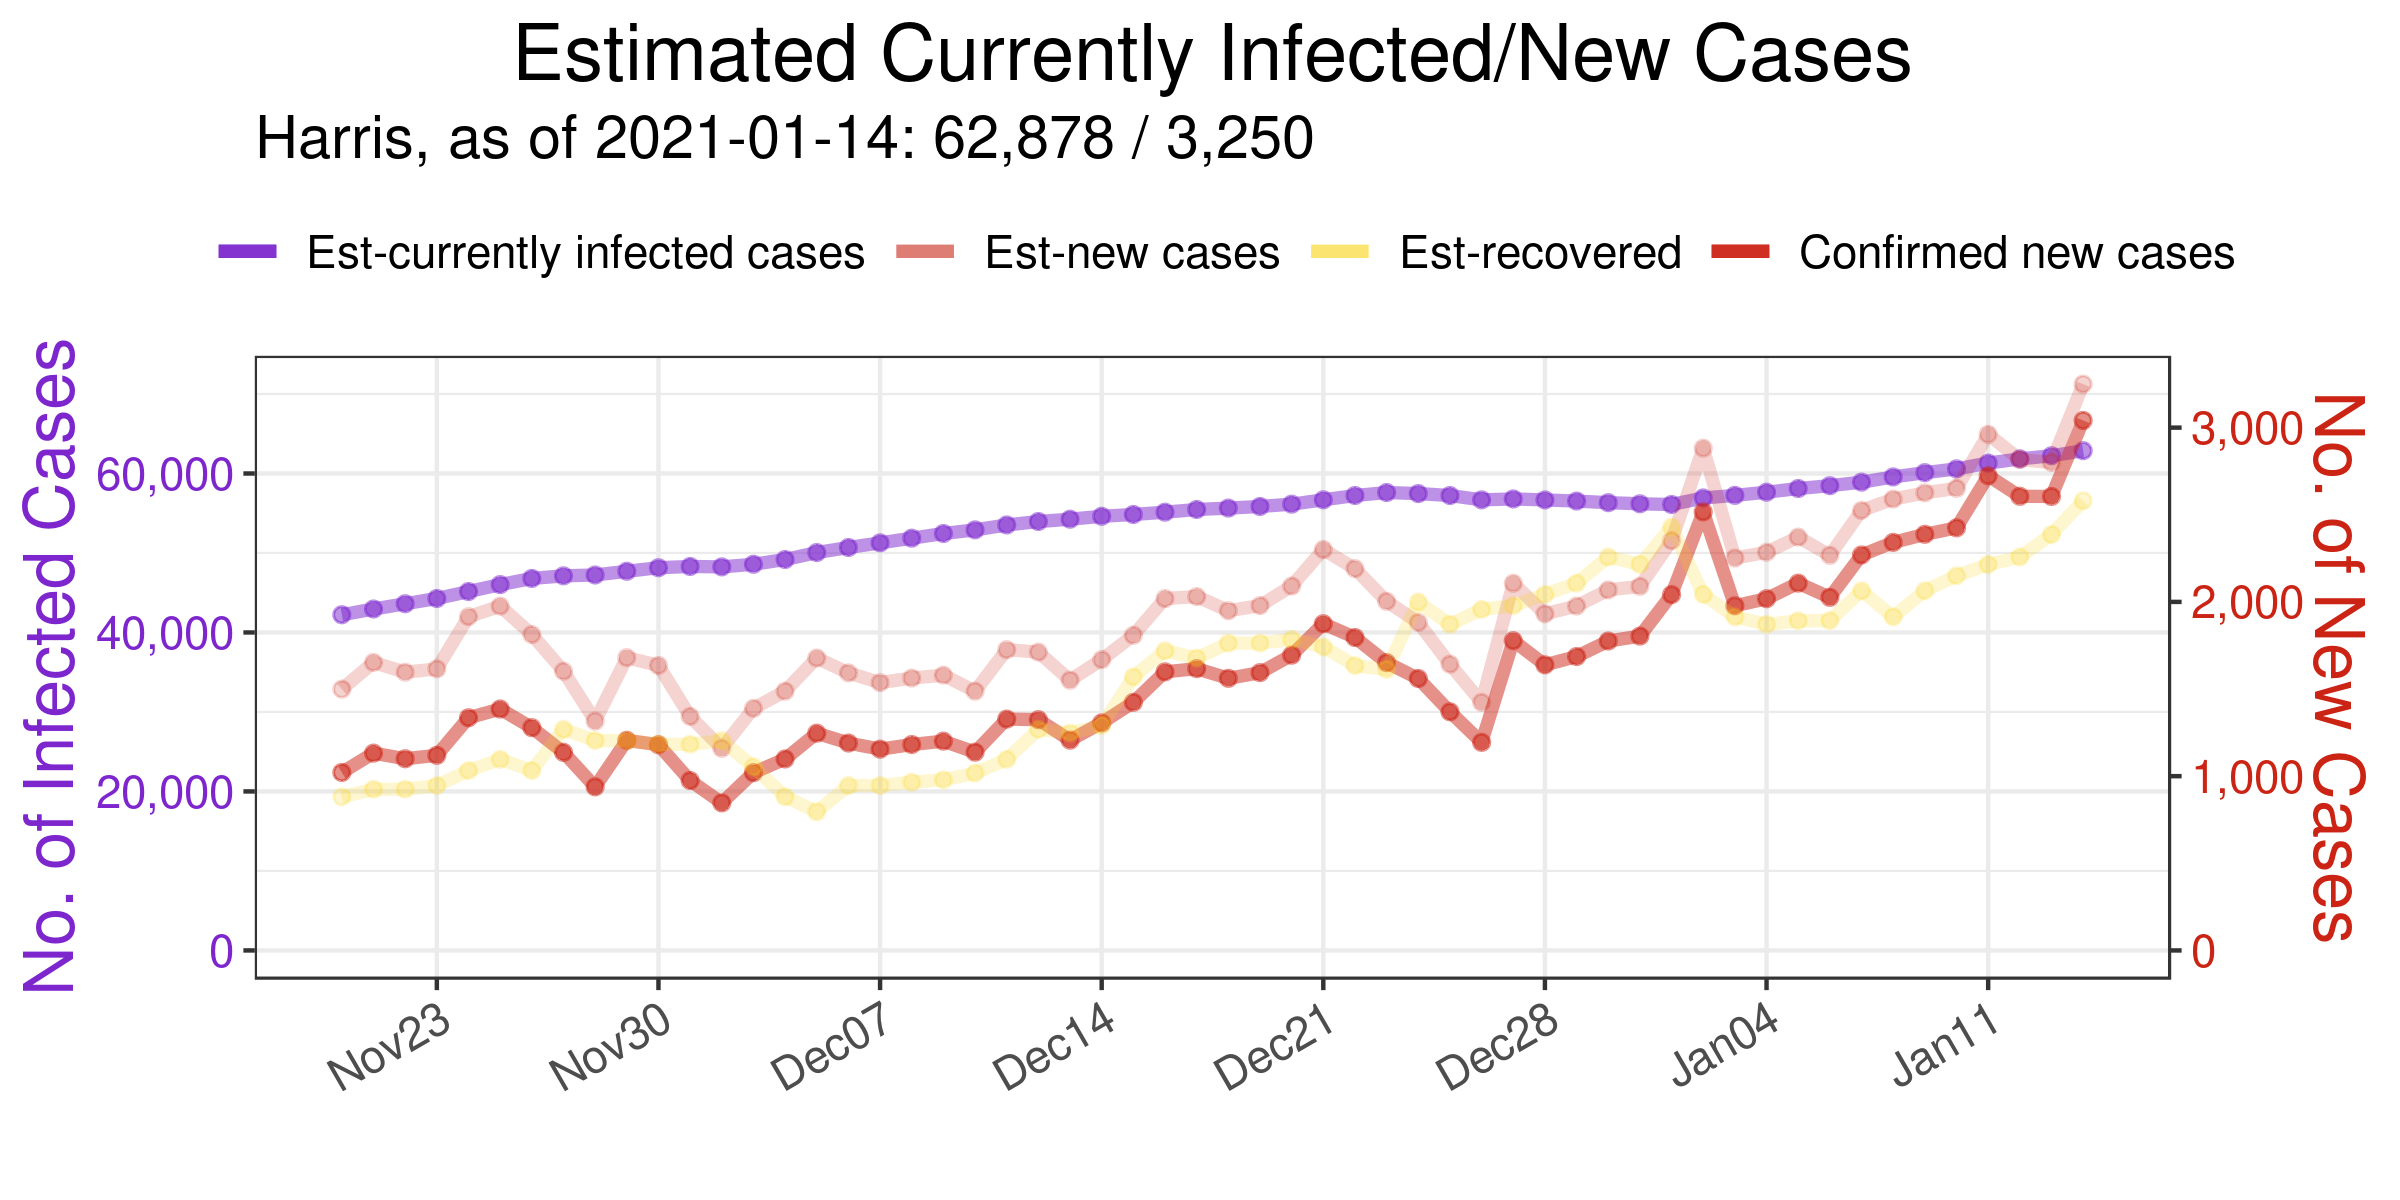 Estimated Currently Infected/New Cases
Harris, as of 2021-01-14: 62,878 / 3,250
Est-currently infected cases Est-new cases Est-recovered Confirmed new cases
No. of Infected Cases
60,000
40,000
20,000
0
3,000
2,000
1,000
0
No. of New Cases
Nov23 Nov30 Dec07 Dec14 Dec21 Dec28 Jan04 Jan11